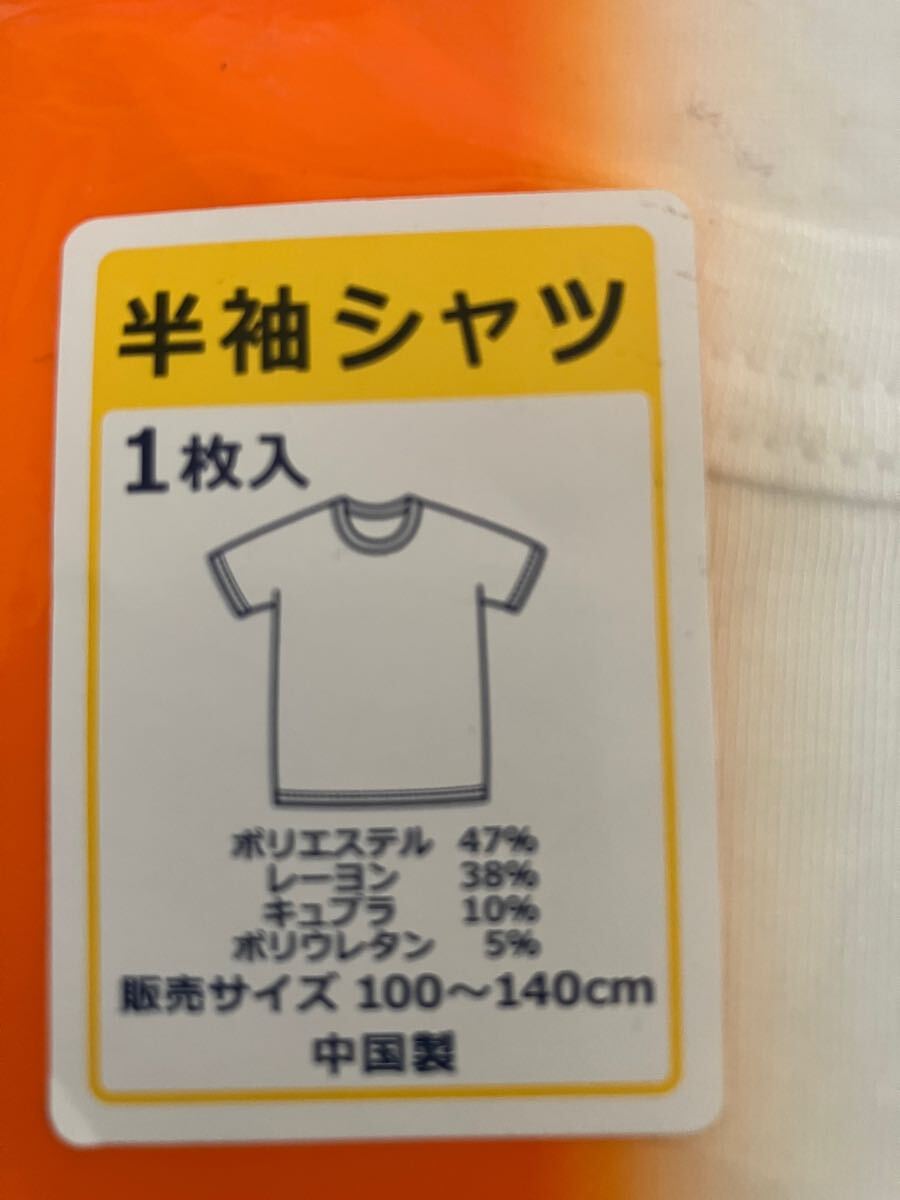 半袖シャツ
1枚入
ポリエステル 47%
レーヨン 38%
キュプラ 10%
ポリウレタン 5%
販売サイズ 100〜140cm
中国製